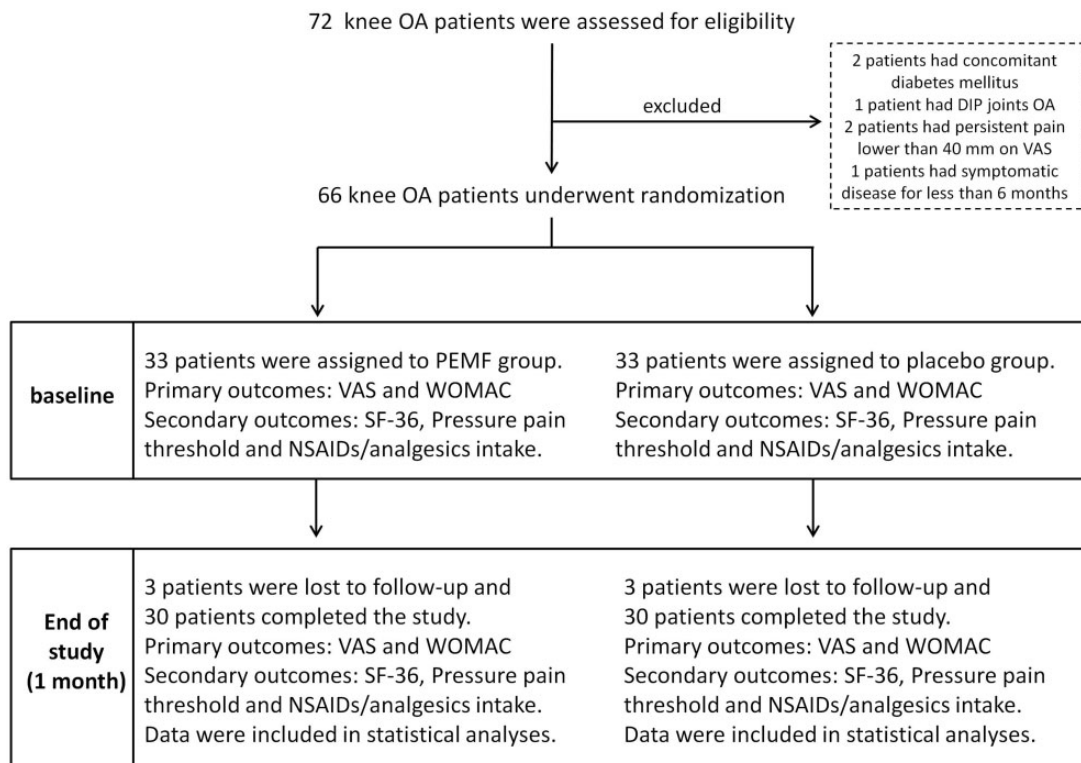 72 knee OA patients were assessed for eligibility
excluded
2 patients had concomitant
diabetes mellitus
1 patient had DIP joints OA
2 patients had persistent pain
lower than 40 mm on VAS
1 patients had symptomatic
disease for less than 6 months
66 knee OA patients underwent randomization
baseline
33 patients were assigned to PEMF group.
Primary outcomes: VAS and WOMAC
Secondary outcomes: SF-36, Pressure pain
threshold and NSAIDs/analgesics intake.
33 patients were assigned to placebo group.
Primary outcomes: VAS and WOMAC
Secondary outcomes: SF-36, Pressure pain
threshold and NSAIDs/analgesics intake.
End of
study
(1 month)
3 patients were lost to follow-up and
30 patients completed the study.
Primary outcomes: VAS and WOMAC
Secondary outcomes: SF-36, Pressure pain
threshold and NSAIDs/analgesics intake.
Data were included in statistical analyses.
3 patients were lost to follow-up and
30 patients completed the study.
Primary outcomes: VAS and WOMAC
Secondary outcomes: SF-36, Pressure pain
threshold and NSAIDs/analgesics intake.
Data were included in statistical analyses.